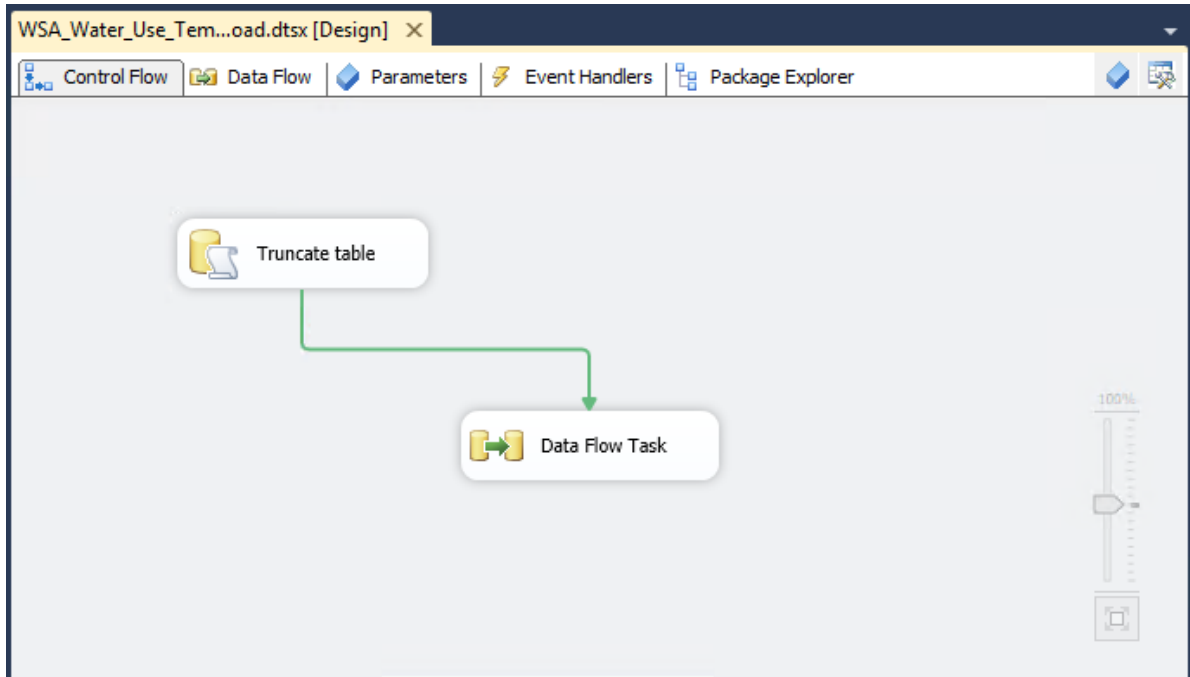 WSA_Water_Use_Tem...oad.dtsx [Design]
Control Flow Data Flow Parameters Event Handlers Package Explorer
Truncate table
Data Flow Task
100%